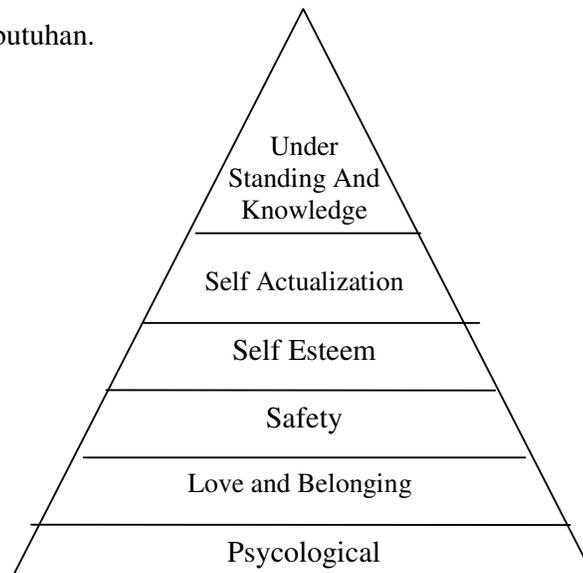 butuhan.
Under
Standing And
Knowledge
Self Actualization
Self Esteem
Safety
Love and Belonging
Psycological